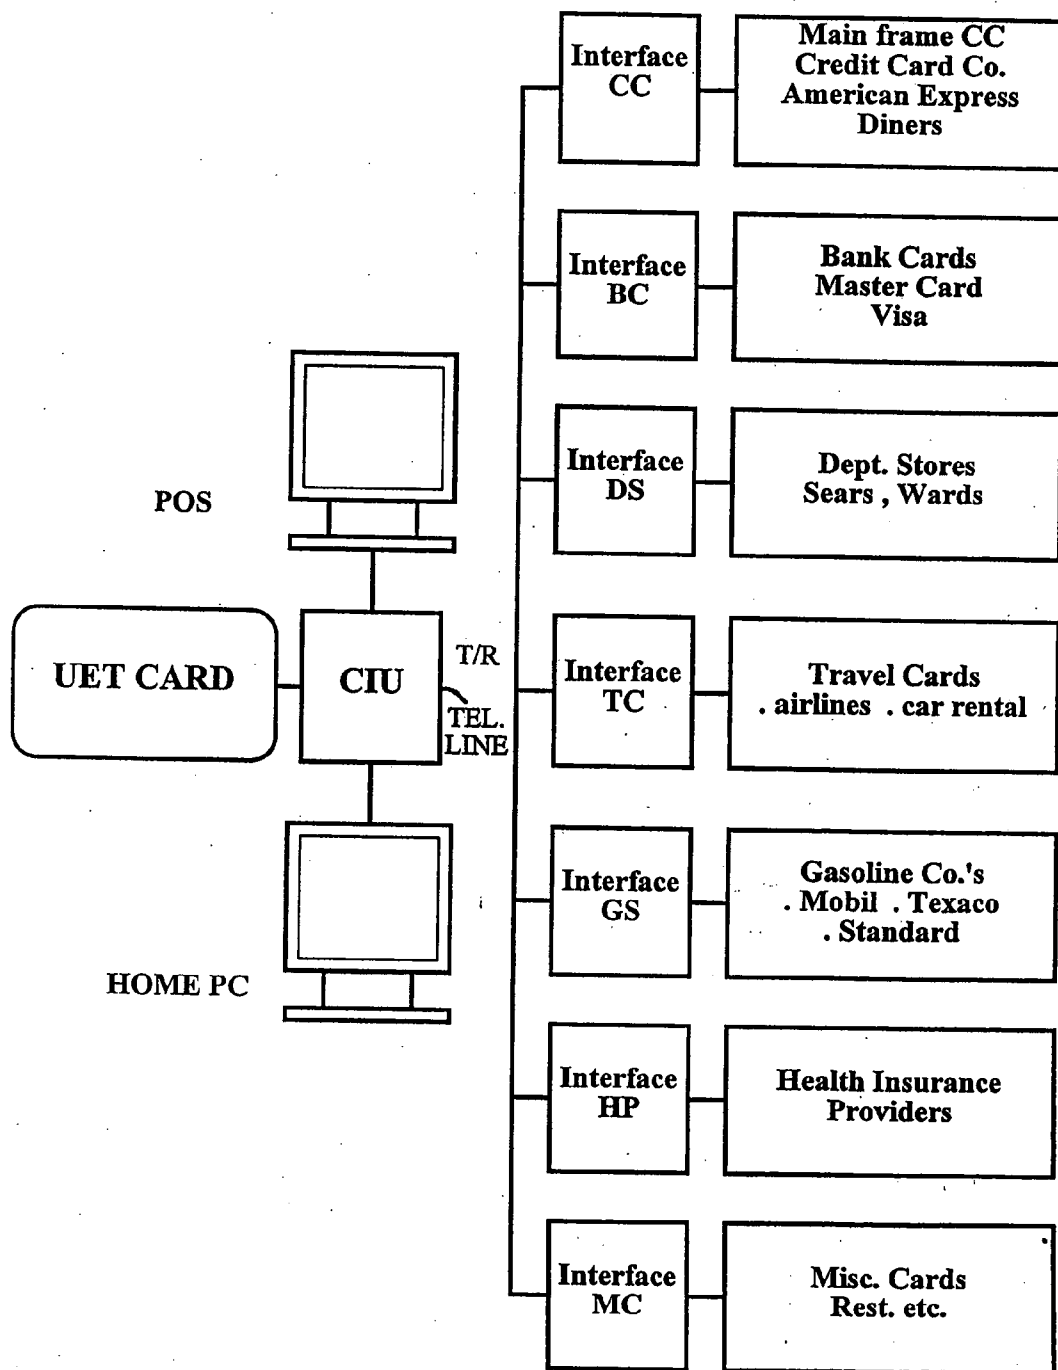 Interface
CC
Main frame CC
Credit Card Co.
American Express
Diners
Interface
BC
Bank Cards
Master Card
Visa
Interface
DS
Dept. Stores
Sears , Wards
POS
UET CARD
CIU
T/R
TEL.
LINE
Interface
TC
Travel Cards
. airlines . car rental
HOME PC
Interface
GS
Gasoline Co.'s
. Mobil . Texaco
. Standard
Interface
HP
Health Insurance
Providers
Interface
MC
Misc. Cards
Rest. etc.